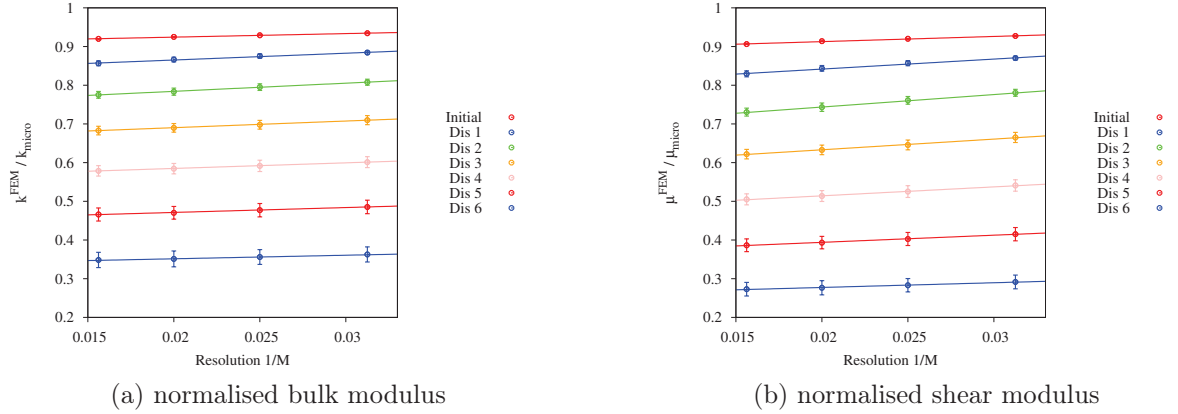 1
0.9
0.8
0.7
0.6
0.5
0.4
0.3
0.2
k^FEM / k_micro
0.015 0.02 0.025 0.03
Resolution 1/M
Initial
Dis 1
Dis 2
Dis 3
Dis 4
Dis 5
Dis 6
(a) normalised bulk modulus
1
0.9
0.8
0.7
0.6
0.5
0.4
0.3
0.2
μ^FEM / μ_micro
0.015 0.02 0.025 0.03
Resolution 1/M
Initial
Dis 1
Dis 2
Dis 3
Dis 4
Dis 5
Dis 6
(b) normalised shear modulus